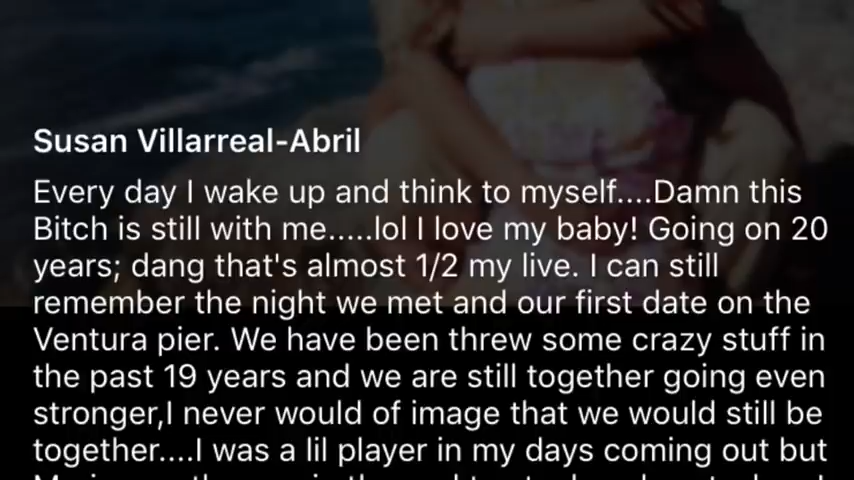 Susan Villarreal-Abril
Every day I wake up and think to myself....Damn this
Bitch is still with me.....lol I love my baby! Going on 20
years; dang that's almost 1/2 my live. I can still
remember the night we met and our first date on the
Ventura pier. We have been threw some crazy stuff in
the past 19 years and we are still together going even
stronger,I never would of image that we would still be
together....I was a lil player in my days coming out but